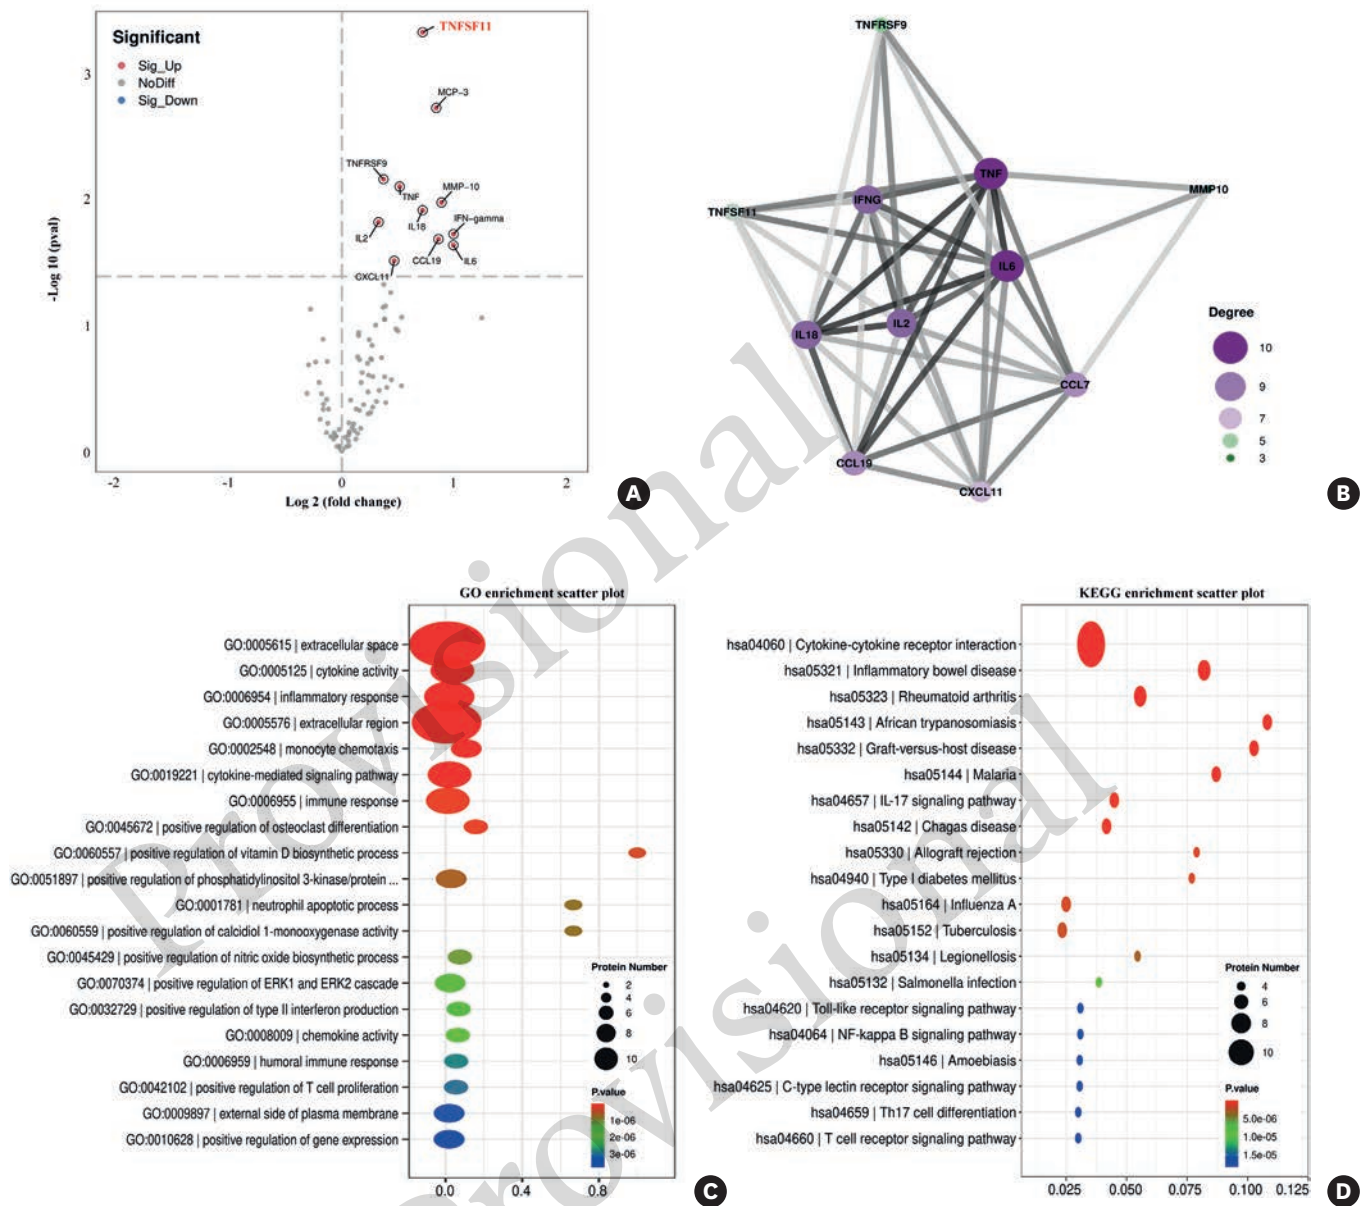 Significant
Sig_Up
NoDiff
Sig_Down
TNFSF11
MCP-3
TNFRSF9
TNF
MMP-10
IL18
IFN-gamma
IL2
CCL19
IL6
CXCL11
3
2
1
0
-Log 10 (pval)
-2
-1
0
1
2
Log 2 (fold change)
A
TNFRSF9
TNF
IFNG
MMP10
TNFSF11
IL6
IL2
IL18
CCL7
CCL19
CXCL11
Degree
10
9
7
5
3
B
GO enrichment scatter plot
GO:0005615 | extracellular space
GO:0005125 | cytokine activity
GO:0006954 | inflammatory response
GO:0005576 | extracellular region
GO:0002548 | monocyte chemotaxis
GO:0019221 | cytokine-mediated signaling pathway
GO:0006955 | immune response
GO:0045672 | positive regulation of osteoclast differentiation
GO:0060557 | positive regulation of vitamin D biosynthetic process
GO:0051897 | positive regulation of phosphatidylinositol 3-kinase/protein ...
GO:0001781 | neutrophil apoptotic process
GO:0060559 | positive regulation of calcidiol 1-monooxygenase activity
GO:0045429 | positive regulation of nitric oxide biosynthetic process
GO:0070374 | positive regulation of ERK1 and ERK2 cascade
GO:0032729 | positive regulation of type II interferon production
GO:0008009 | chemokine activity
GO:0006959 | humoral immune response
GO:0042102 | positive regulation of T cell proliferation
GO:0009897 | external side of plasma membrane
GO:0010628 | positive regulation of gene expression
Protein Number
2
4
6
8
10
P.value
1e-06
2e-06
3e-06
0.0
0.4
0.8
C
KEGG enrichment scatter plot
hsa04060 | Cytokine-cytokine receptor interaction
hsa05321 | Inflammatory bowel disease
hsa05323 | Rheumatoid arthritis
hsa05143 | African trypanosomiasis
hsa05332 | Graft-versus-host disease
hsa05144 | Malaria
hsa04657 | IL-17 signaling pathway
hsa05142 | Chagas disease
hsa05330 | Allograft rejection
hsa04940 | Type I diabetes mellitus
hsa05164 | Influenza A
hsa05152 | Tuberculosis
hsa05134 | Legionellosis
hsa05132 | Salmonella infection
hsa04620 | Toll-like receptor signaling pathway
hsa04064 | NF-kappa B signaling pathway
hsa05146 | Amoebiasis
hsa04625 | C-type lectin receptor signaling pathway
hsa04659 | Th17 cell differentiation
hsa04660 | T cell receptor signaling pathway
Protein Number
4
6
8
10
P.value
5.0e-06
1.0e-05
1.5e-05
0.025
0.050
0.075
0.100
0.125
D
Provisional
Provisional